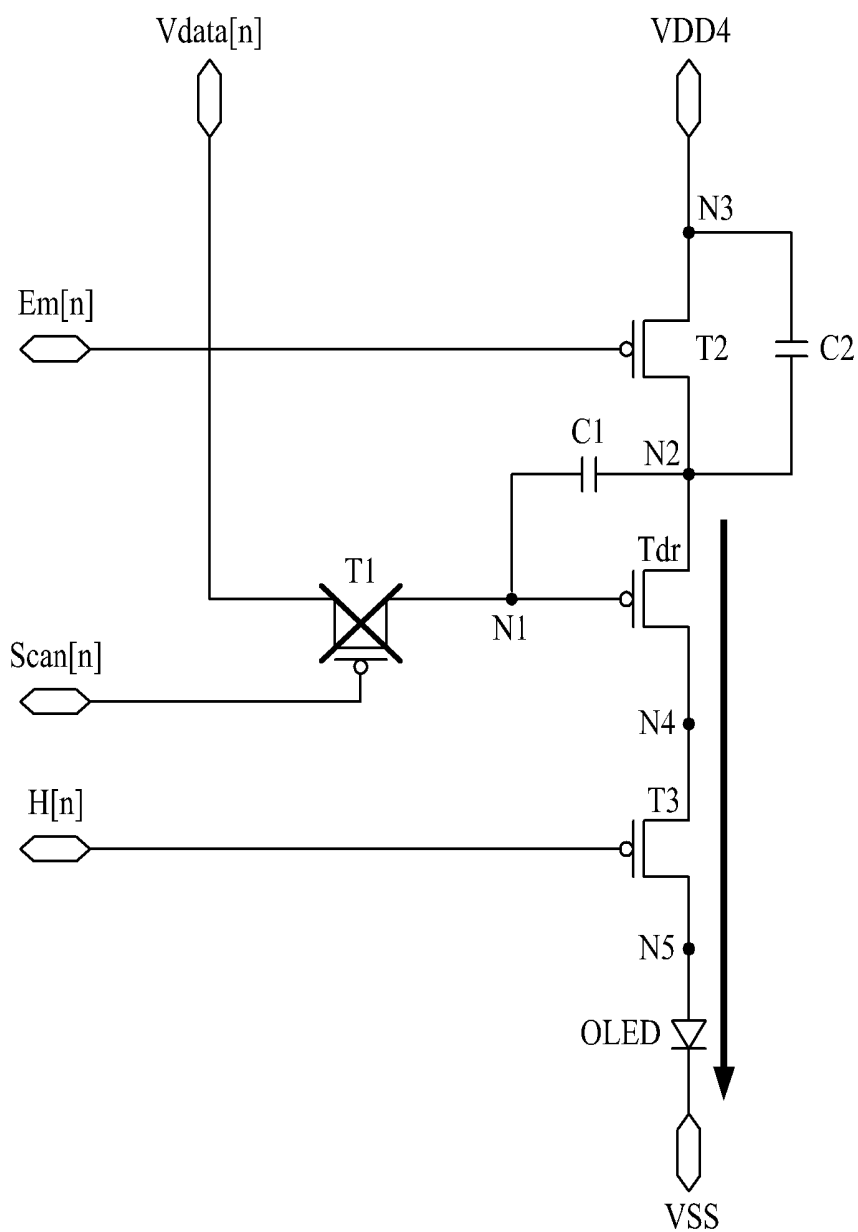 Vdata[n]
VDD4
N3
Em[n]
T2
C2
C1
N2
Tdr
T1
N1
Scan[n]
N4
H[n]
T3
N5
OLED
VSS